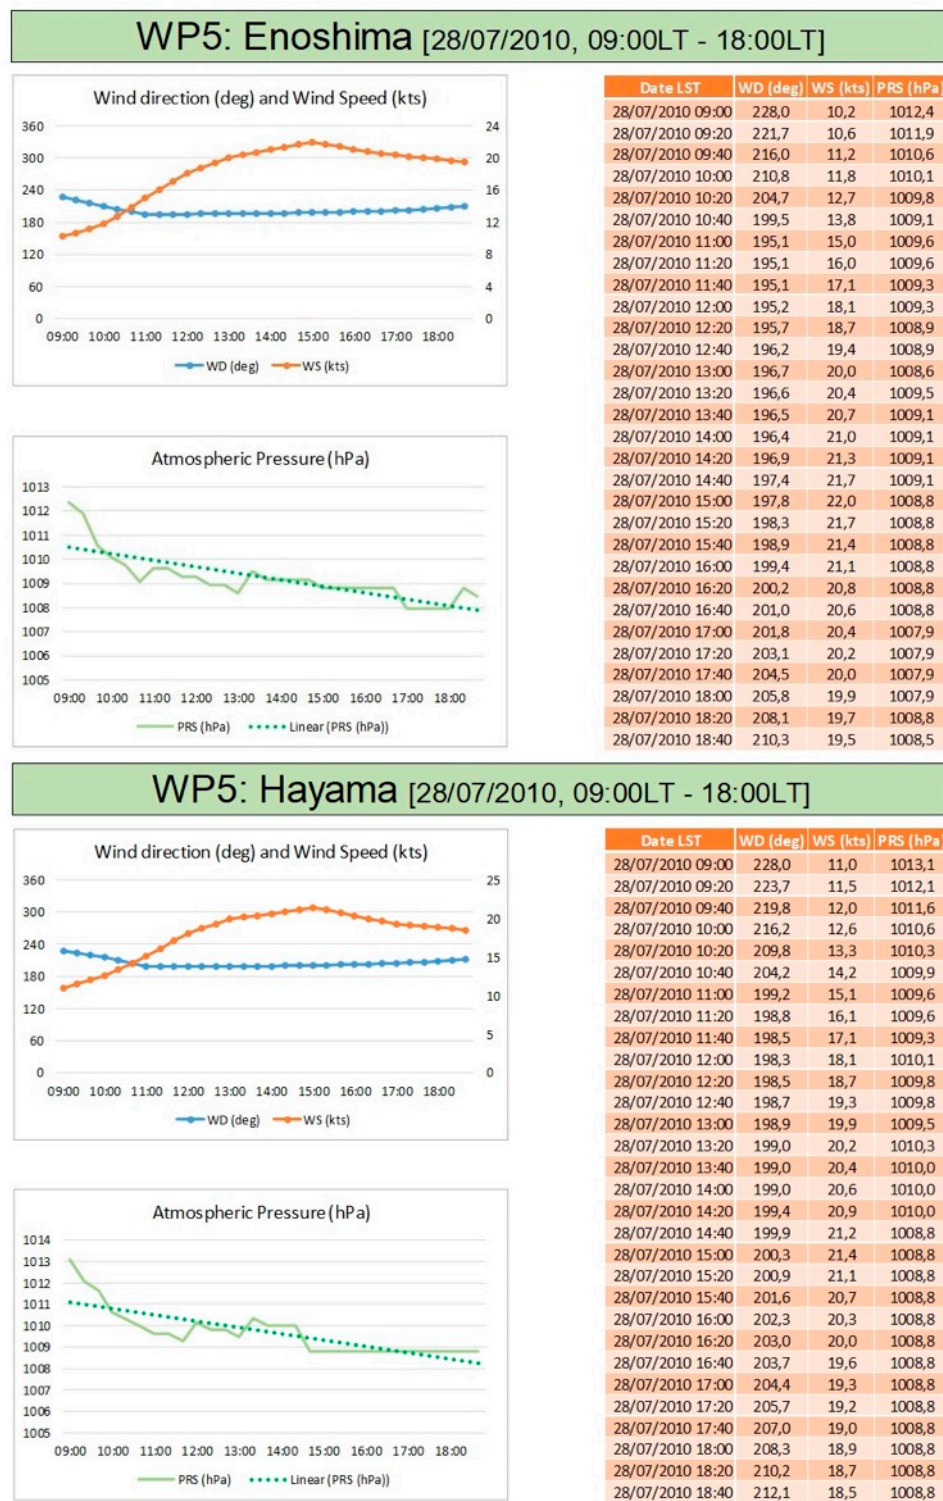 WP5: Enoshima [28/07/2010, 09:00LT - 18:00LT]
Wind direction (deg) and Wind Speed (kts)
360 24
300 20
240 16
180 12
120 8
60 4
0 0
09:00 10:00 11:00 12:00 13:00 14:00 15:00 16:00 17:00 18:00
WD (deg) WS (kts)
Atmospheric Pressure (hPa)
1013
1012
1011
1010
1009
1008
1007
1006
1005
09:00 10:00 11:00 12:00 13:00 14:00 15:00 16:00 17:00 18:00
PRS (hPa) Linear (PRS (hPa))
Date LST WD (deg) WS (kts) PRS (hPa)
28/07/2010 09:00 228,0 10,2 1012,4
28/07/2010 09:20 221,7 10,6 1011,9
28/07/2010 09:40 216,0 11,2 1010,6
28/07/2010 10:00 210,8 11,8 1010,1
28/07/2010 10:20 204,7 12,7 1009,8
28/07/2010 10:40 199,5 13,8 1009,1
28/07/2010 11:00 195,1 15,0 1009,6
28/07/2010 11:20 195,1 16,0 1009,6
28/07/2010 11:40 195,1 17,1 1009,3
28/07/2010 12:00 195,2 18,1 1009,3
28/07/2010 12:20 195,7 18,7 1008,9
28/07/2010 12:40 196,2 19,4 1008,9
28/07/2010 13:00 196,7 20,0 1008,6
28/07/2010 13:20 196,6 20,4 1009,5
28/07/2010 13:40 196,5 20,7 1009,1
28/07/2010 14:00 196,4 21,0 1009,1
28/07/2010 14:20 196,9 21,3 1009,1
28/07/2010 14:40 197,4 21,7 1009,1
28/07/2010 15:00 197,8 22,0 1008,8
28/07/2010 15:20 198,3 21,7 1008,8
28/07/2010 15:40 198,9 21,4 1008,8
28/07/2010 16:00 199,4 21,1 1008,8
28/07/2010 16:20 200,2 20,8 1008,8
28/07/2010 16:40 201,0 20,6 1008,8
28/07/2010 17:00 201,8 20,4 1007,9
28/07/2010 17:20 203,1 20,2 1007,9
28/07/2010 17:40 204,5 20,0 1007,9
28/07/2010 18:00 205,8 19,9 1007,9
28/07/2010 18:20 208,1 19,7 1008,8
28/07/2010 18:40 210,3 19,5 1008,5
WP5: Hayama [28/07/2010, 09:00LT - 18:00LT]
Wind direction (deg) and Wind Speed (kts)
360 25
300 20
240
180 15
120 10
60 5
0 0
09:00 10:00 11:00 12:00 13:00 14:00 15:00 16:00 17:00 18:00
WD (deg) WS (kts)
Atmospheric Pressure (hPa)
1014
1013
1012
1011
1010
1009
1008
1007
1006
1005
09:00 10:00 11:00 12:00 13:00 14:00 15:00 16:00 17:00 18:00
PRS (hPa) Linear (PRS (hPa))
Date LST WD (deg) WS (kts) PRS (hPa)
28/07/2010 09:00 228,0 11,0 1013,1
28/07/2010 09:20 223,7 11,5 1012,1
28/07/2010 09:40 219,8 12,0 1011,6
28/07/2010 10:00 216,2 12,6 1010,6
28/07/2010 10:20 209,8 13,3 1010,3
28/07/2010 10:40 204,2 14,2 1009,9
28/07/2010 11:00 199,2 15,1 1009,6
28/07/2010 11:20 198,8 16,1 1009,6
28/07/2010 11:40 198,5 17,1 1009,3
28/07/2010 12:00 198,3 18,1 1010,1
28/07/2010 12:20 198,5 18,7 1009,8
28/07/2010 12:40 198,7 19,3 1009,8
28/07/2010 13:00 198,9 19,9 1009,5
28/07/2010 13:20 199,0 20,2 1010,3
28/07/2010 13:40 199,0 20,4 1010,0
28/07/2010 14:00 199,0 20,6 1010,0
28/07/2010 14:20 199,4 20,9 1010,0
28/07/2010 14:40 199,9 21,2 1008,8
28/07/2010 15:00 200,3 21,4 1008,8
28/07/2010 15:20 200,9 21,1 1008,8
28/07/2010 15:40 201,6 20,7 1008,8
28/07/2010 16:00 202,3 20,3 1008,8
28/07/2010 16:20 203,0 20,0 1008,8
28/07/2010 16:40 203,7 19,6 1008,8
28/07/2010 17:00 204,4 19,3 1008,8
28/07/2010 17:20 205,7 19,2 1008,8
28/07/2010 17:40 207,0 19,0 1008,8
28/07/2010 18:00 208,3 18,9 1008,8
28/07/2010 18:20 210,2 18,7 1008,8
28/07/2010 18:40 212,1 18,5 1008,8